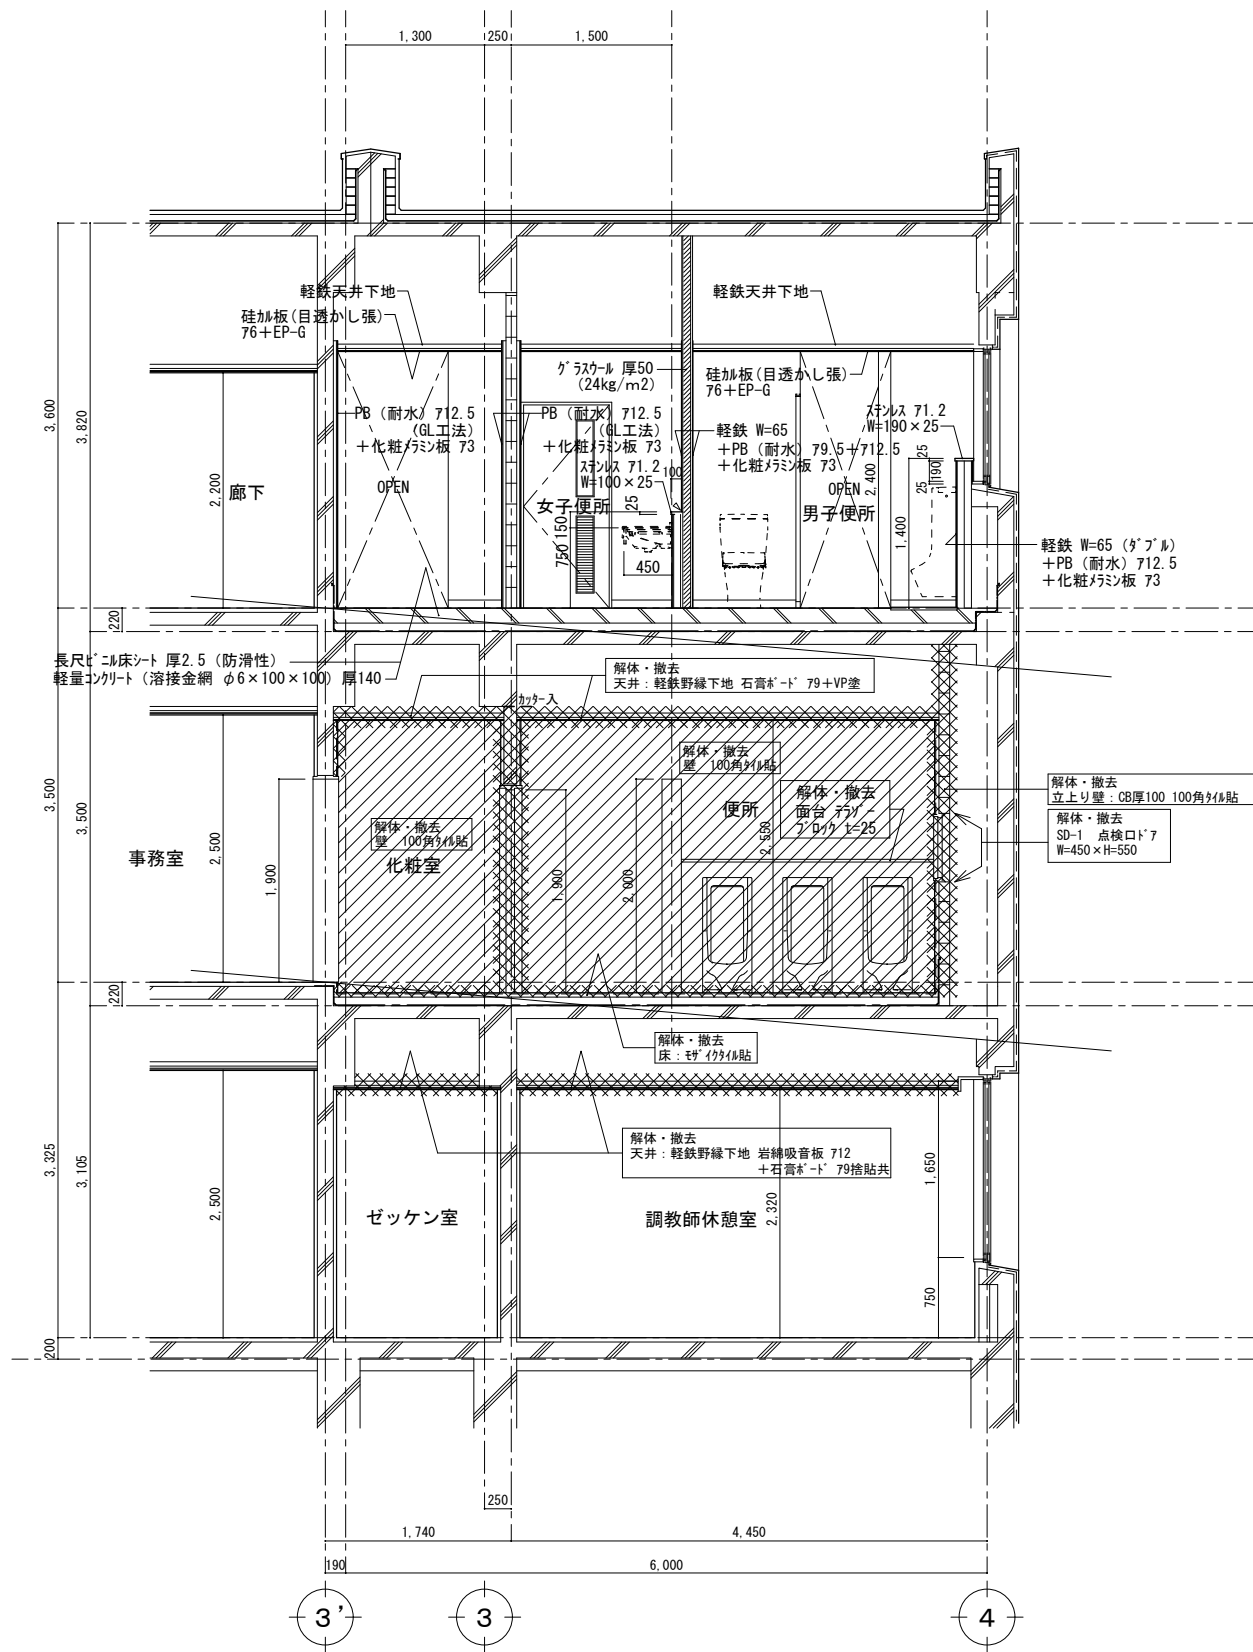 1,300
250
1,500
軽鉄天井下地
硅カル板(目透かし張)
ｱ6+EP-G
軽鉄天井下地
グラスウール 厚50
(24kg/m2)
硅カル板(目透かし張)
ｱ6+EP-G
PB (耐水) ｱ12.5
(GL工法)
+化粧メラミン板 ｱ3
PB (耐水) ｱ12.5
(GL工法)
+化粧メラミン板 ｱ3
ステンレス ｱ1.2
W=100×25
100
軽鉄 W=65
+PB (耐水) ｱ9.5+ｱ12.5
+化粧メラミン板 ｱ3
ステンレス ｱ1.2
W=190×25
3,600
3,820
2,200
廊下
OPEN
女子便所
25
150
750
450
OPEN
2,400
男子便所
1,400
25
190
25
軽鉄 W=65 (ダブル)
+PB (耐水) ｱ12.5
+化粧メラミン板 ｱ3
220
長尺ビニル床シート 厚2.5 (防滑性)
軽量コンクリート (溶接金網 φ6×100×100) 厚140
解体・撤去
天井：軽鉄野縁下地 石膏ボード ｱ9+VP塗
カッター入
解体・撤去
壁 100角タイル貼
解体・撤去
面台 テラゾー
ブロック t=25
便所
2,550
解体・撤去
立上り壁：CB厚100 100角タイル貼
解体・撤去
SD-1 点検口ドア
W=450×H=550
解体・撤去
壁 100角タイル貼
化粧室
3,500
3,500
事務室
2,500
1,900
1,900
2,000
220
解体・撤去
床：モザイクタイル貼
解体・撤去
天井：軽鉄野縁下地 岩綿吸音板 ｱ12
+石膏ボード ｱ9捨貼共
3,325
3,105
2,500
ゼッケン室
調教師休憩室
2,320
1,650
750
200
250
1,740
4,450
190
6,000
3'
3
4